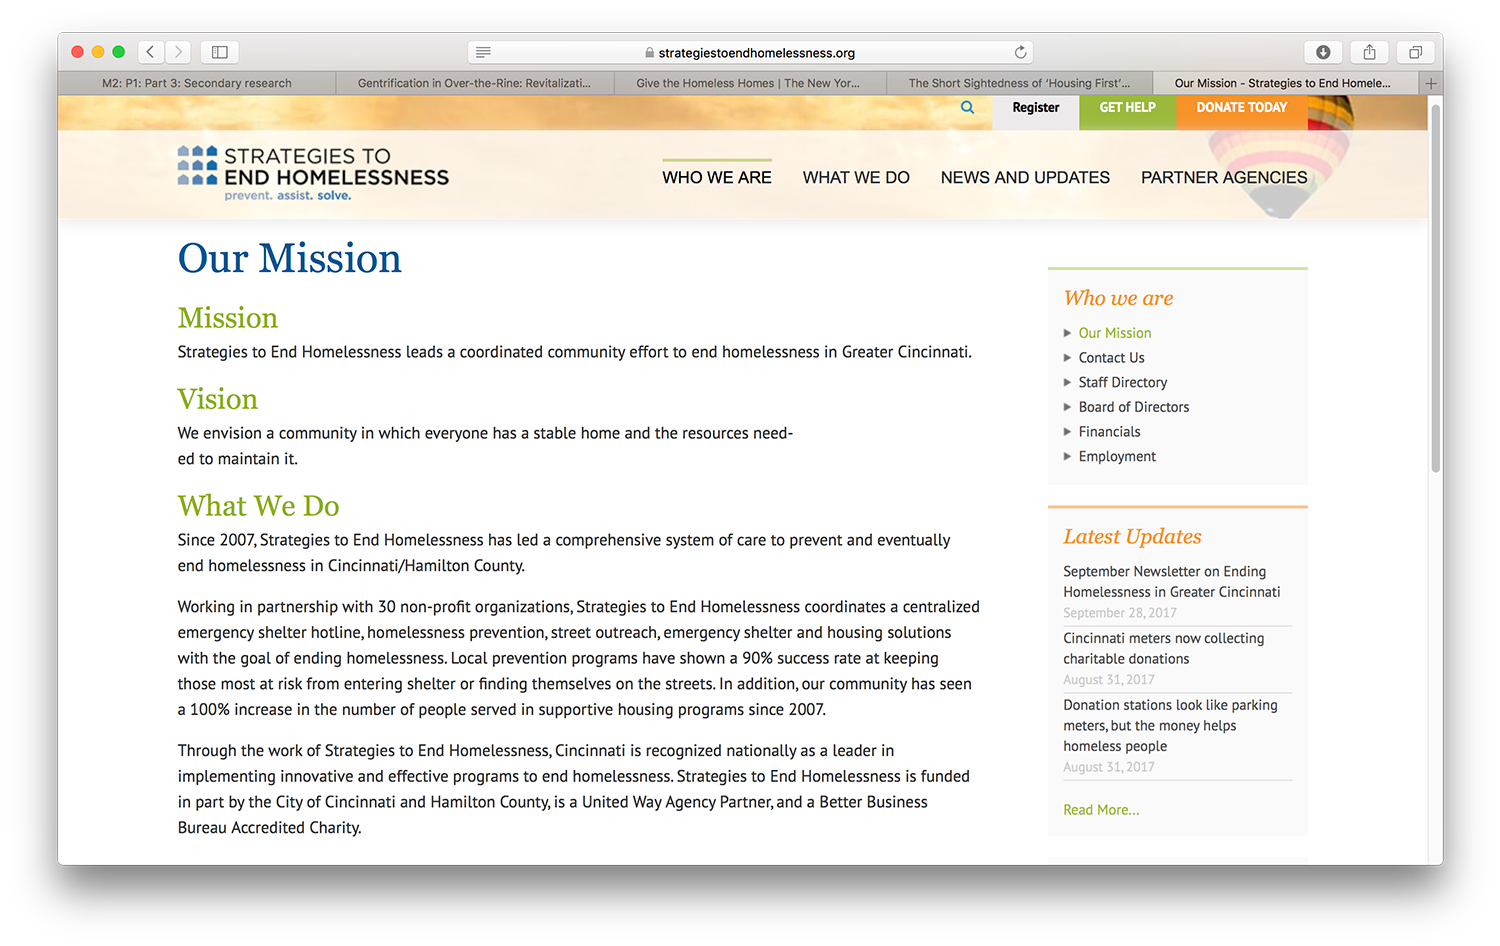 strategiestoendhomelessness.org
M2: P1: Part 3: Secondary research
Gentrification in Over-the-Rine: Revitalizati...
Give the Homeless Homes | The New Yor...
The Short Sightedness of ‘Housing First’...
Our Mission - Strategies to End Homele...
Register
GET HELP
DONATE TODAY
STRATEGIES TO
END HOMELESSNESS
prevent. assist. solve.
WHO WE ARE
WHAT WE DO
NEWS AND UPDATES
PARTNER AGENCIES
Our Mission
Mission
Strategies to End Homelessness leads a coordinated community effort to end homelessness in Greater Cincinnati.
Vision
We envision a community in which everyone has a stable home and the resources need-
ed to maintain it.
What We Do
Since 2007, Strategies to End Homelessness has led a comprehensive system of care to prevent and eventually
end homelessness in Cincinnati/Hamilton County.
Working in partnership with 30 non-profit organizations, Strategies to End Homelessness coordinates a centralized
emergency shelter hotline, homelessness prevention, street outreach, emergency shelter and housing solutions
with the goal of ending homelessness. Local prevention programs have shown a 90% success rate at keeping
those most at risk from entering shelter or finding themselves on the streets. In addition, our community has seen
a 100% increase in the number of people served in supportive housing programs since 2007.
Through the work of Strategies to End Homelessness, Cincinnati is recognized nationally as a leader in
implementing innovative and effective programs to end homelessness. Strategies to End Homelessness is funded
in part by the City of Cincinnati and Hamilton County, is a United Way Agency Partner, and a Better Business
Bureau Accredited Charity.
Who we are
Our Mission
Contact Us
Staff Directory
Board of Directors
Financials
Employment
Latest Updates
September Newsletter on Ending
Homelessness in Greater Cincinnati
September 28, 2017
Cincinnati meters now collecting
charitable donations
August 31, 2017
Donation stations look like parking
meters, but the money helps
homeless people
August 31, 2017
Read More...